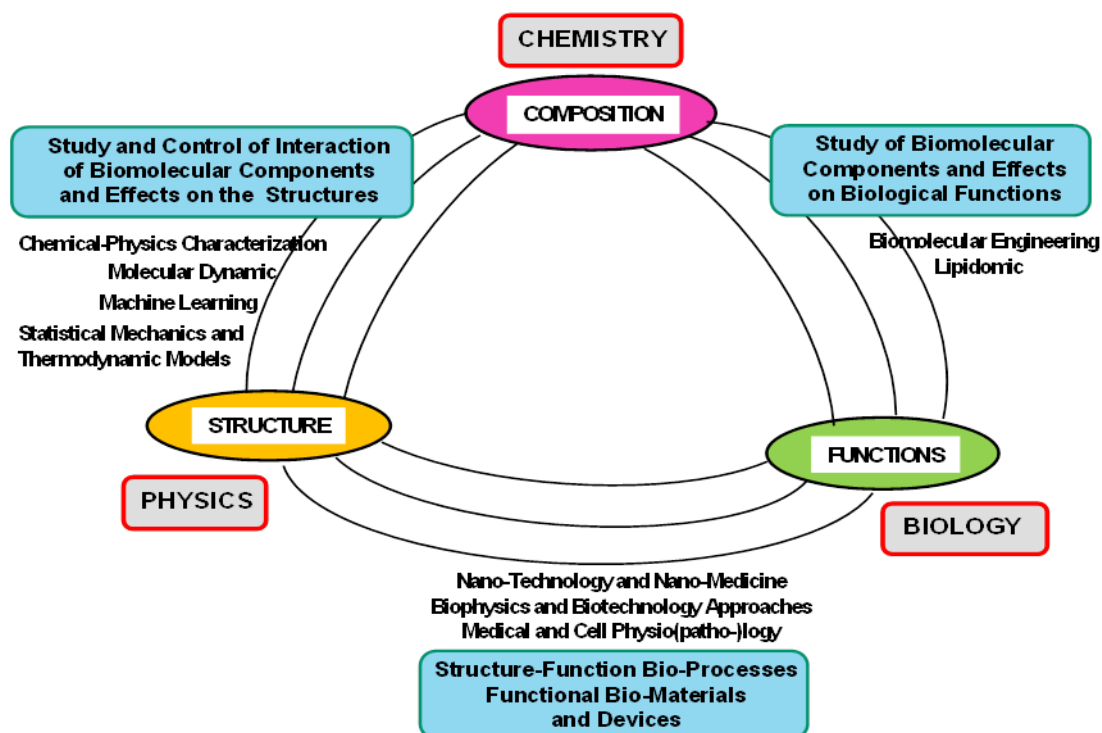 CHEMISTRY
COMPOSITION
Study and Control of Interaction
of Biomolecular Components
and Effects on the Structures
Study of Biomolecular
Components and Effects
on Biological Functions
Chemical-Physics Characterization
Molecular Dynamic
Machine Learning
Statistical Mechanics and
Thermodynamic Models
Biomolecular Engineering
Lipidomic
STRUCTURE
FUNCTIONS
PHYSICS
BIOLOGY
Nano-Technology and Nano-Medicine
Biophysics and Biotechnology Approaches
Medical and Cell Physio(patho-)logy
Structure-Function Bio-Processes
Functional Bio-Materials
and Devices